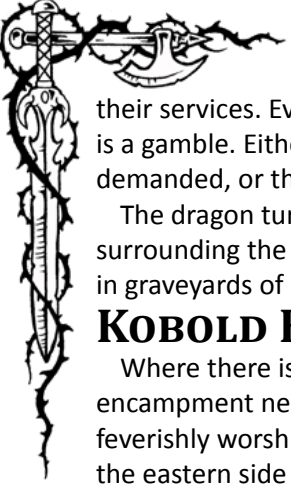 their services. Ev
is a gamble. Eithe
demanded, or th
The dragon tur
surrounding the
in graveyards of
KOBOLD
Where there is
encampment ne
feverishly worsh
the eastern side